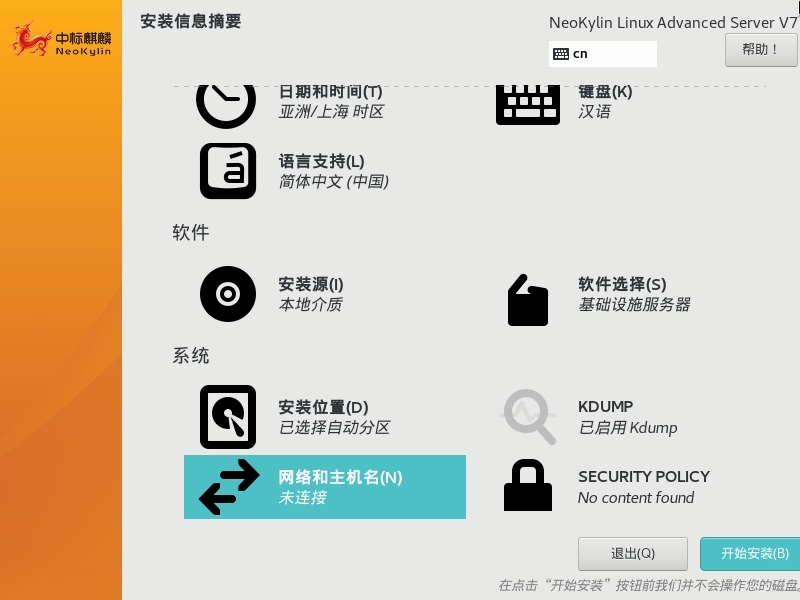 中标麒麟
NeoKylin
安装信息摘要
NeoKylin Linux Advanced Server V7
cn
帮助！
日期和时间(T)
亚洲/上海 时区
键盘(K)
汉语
á
语言支持(L)
简体中文 (中国)
软件
安装源(I)
本地介质
软件选择(S)
基础设施服务器
系统
安装位置(D)
已选择自动分区
KDUMP
已启用 Kdump
网络和主机名(N)
未连接
SECURITY POLICY
No content found
退出(Q)
开始安装(B)
在点击“开始安装”按钮前我们并不会操作您的磁盘。